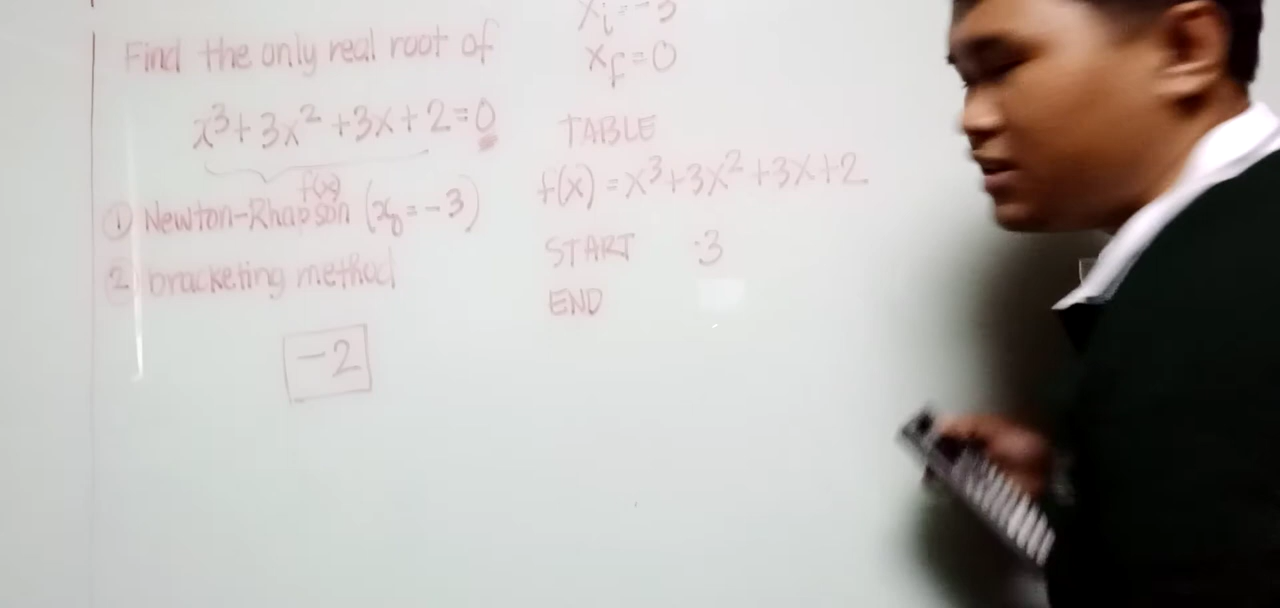 Find the only real root of
x³+3x²+3x+2=0
f(x)
① Newton-Rhapson (x₀=-3)
② bracketing method
-2
xᵢ=-3
x_f=0
TABLE
f(x)=x³+3x²+3x+2
START -3
END